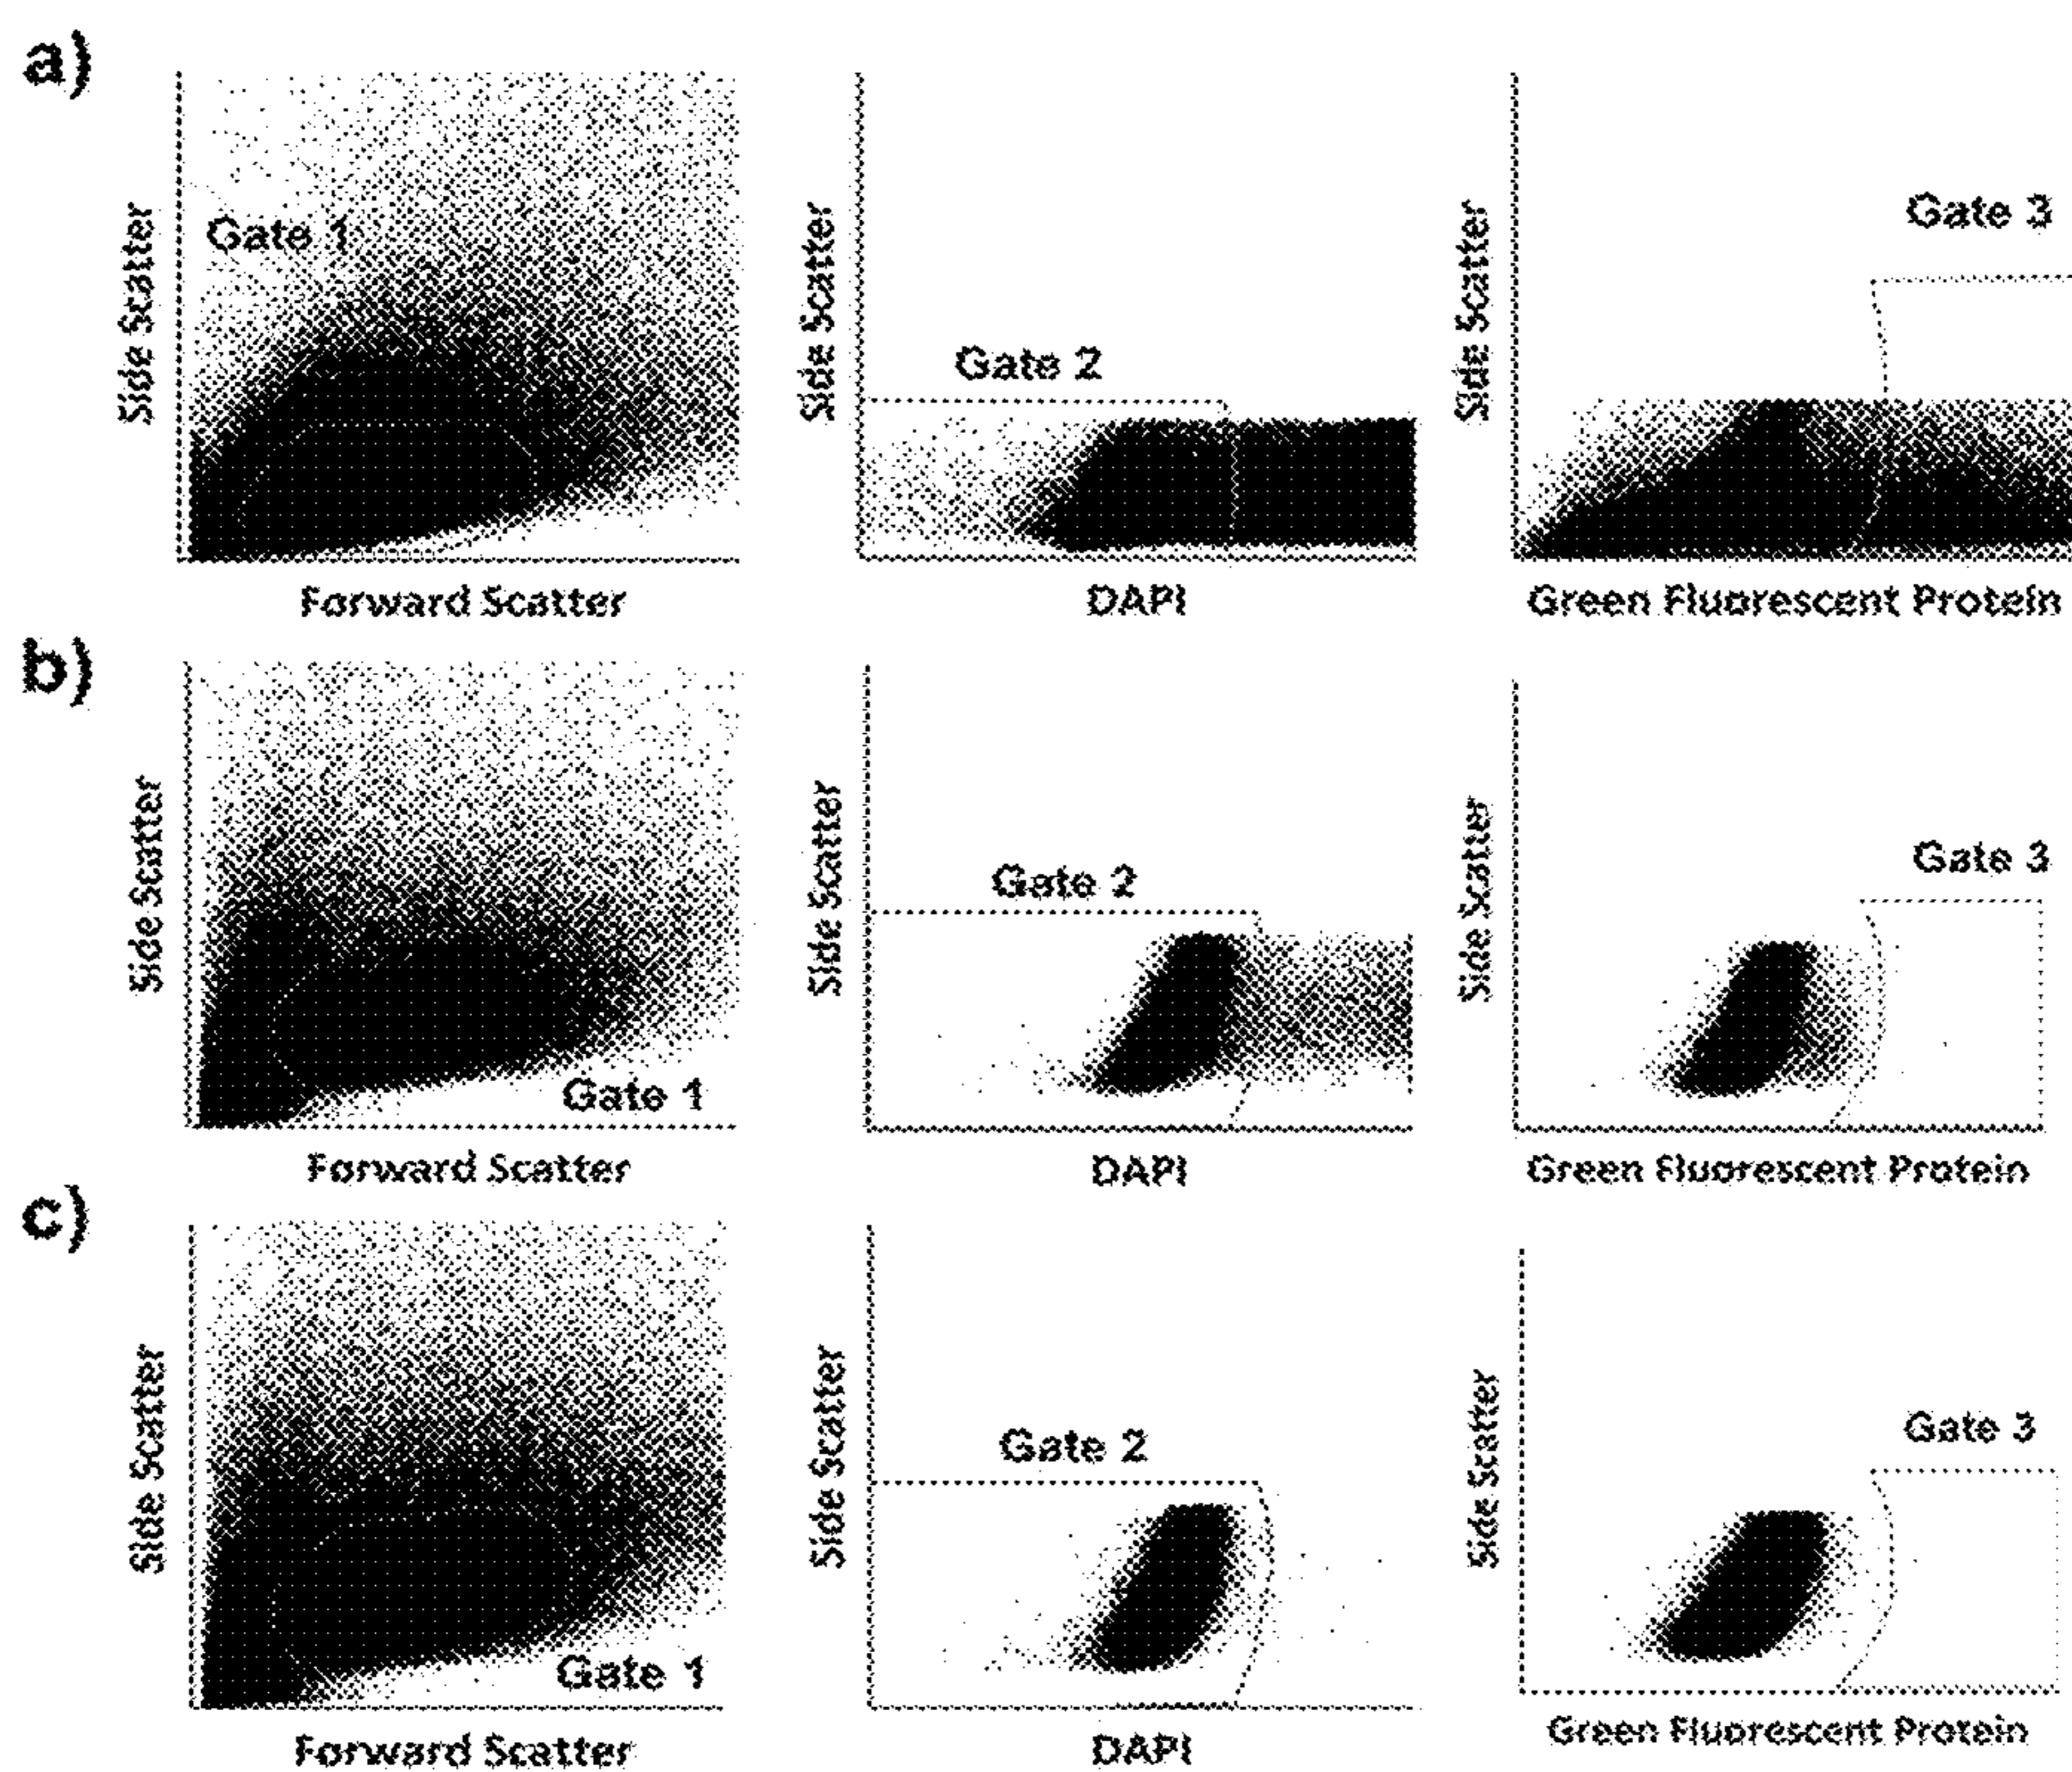 a)
Side Scatter
Gate 1
Forward Scatter
Side Scatter
Gate 2
DAPI
Side Scatter
Gate 3
Green Fluorescent Protein
b)
Side Scatter
Gate 1
Forward Scatter
Side Scatter
Gate 2
DAPI
Side Scatter
Gate 3
Green Fluorescent Protein
c)
Side Scatter
Gate 1
Forward Scatter
Side Scatter
Gate 2
DAPI
Side Scatter
Gate 3
Green Fluorescent Protein